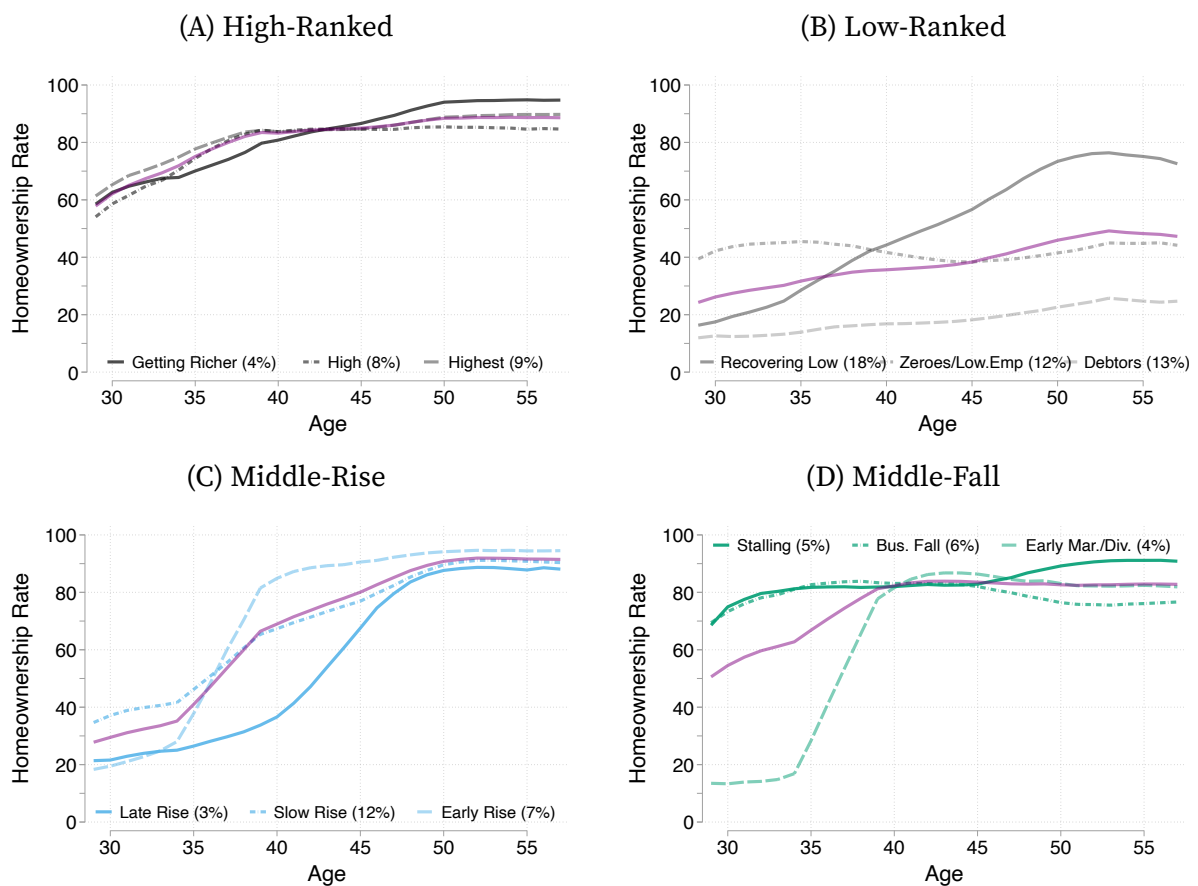 (A) High-Ranked
Homeownership Rate
100
80
60
40
20
0
Getting Richer (4%) High (8%) Highest (9%)
30 35 40 45 50 55
Age
(B) Low-Ranked
Homeownership Rate
100
80
60
40
20
0
Recovering Low (18%) Zeroes/Low.Emp (12%) Debtors (13%)
30 35 40 45 50 55
Age
(C) Middle-Rise
Homeownership Rate
100
80
60
40
20
0
Late Rise (3%) Slow Rise (12%) Early Rise (7%)
30 35 40 45 50 55
Age
(D) Middle-Fall
Homeownership Rate
Stalling (5%) Bus. Fall (6%) Early Mar./Div. (4%)
100
80
60
40
20
0
30 35 40 45 50 55
Age